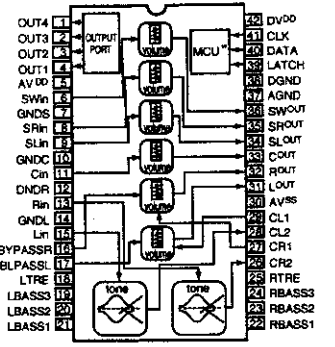 OUT4 1
OUT3 2
OUT2 3
OUT1 4
AVDD 5
SWin 6
GNDS 7
SRin 8
SLin 9
GNDC 10
Cin 11
DNDR 12
Rin 13
GNDL 14
Lin 15
BYPASSR 16
BLPASSL 17
LTRE 18
LBASS3 19
LBASS2 20
LBASS1 21
OUTPUT
PORT
volume
volume
volume
volume
volume
volume
tone
tone
MCU
42 DVDD
41 CLK
40 DATA
39 LATCH
38 DGND
37 AGND
36 SWOUT
35 SROUT
34 SLOUT
33 COUT
32 ROUT
31 LOUT
30 AVSS
29 CL1
28 CL2
27 CR1
26 CR2
25 RTRE
24 RBASS3
23 RBASS2
22 RBASS1